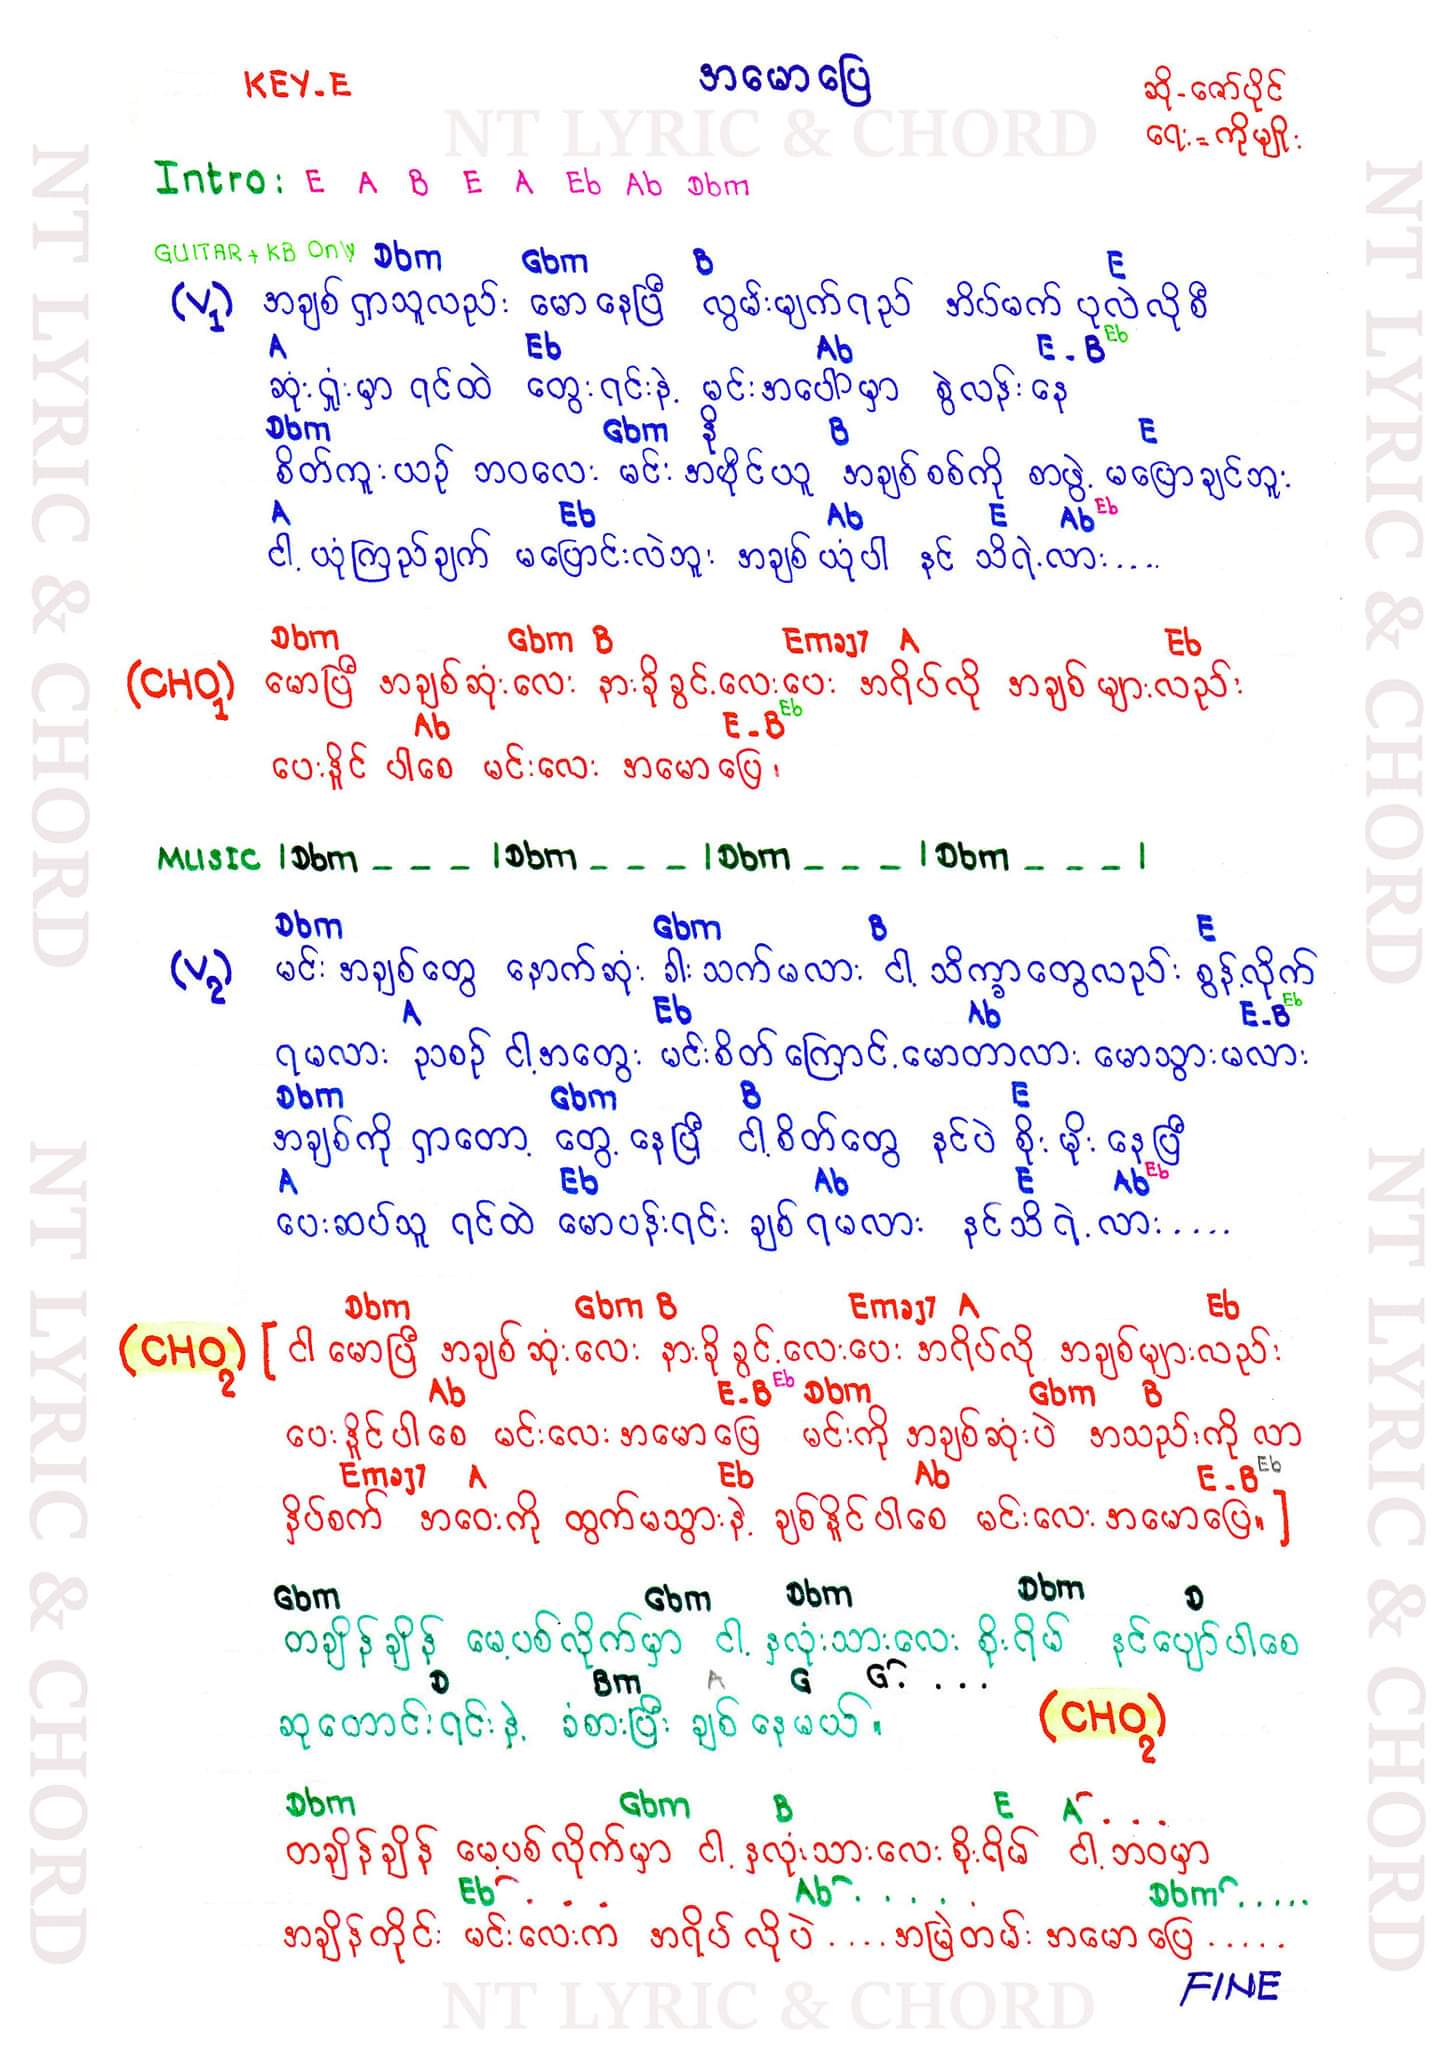 KEY-E
အမောပြေ
ဆို-ဇော်ပိုင်
ရေး=ကိုမျိုး
NT LYRIC & CHORD
Intro: E A B E A Eb Ab Dbm
GUITAR + KB Only Dbm Gbm B E
(V1) အချစ် ရှာသူလည်း မောနေပြီ လွမ်းမျက်ရည် အိပ်မက် ပုလဲလိုစီ
A Eb Ab E-B Eb
ဆုံးရှုံးမှာ ရင်ထဲ တွေးရင်းနဲ့ မင်းအပေါ်မှာ စွဲလန်းနေ
Dbm Gbm နိ B E
စိတ်ကူးယဉ် ဘဝလေး မင်း အပိုင်ယူ အချစ်စစ်ကို စာဖွဲ့ မပြောချင်ဘူး
A Eb Ab E Ab Eb
ငါ့ ယုံကြည်ချက် မပြောင်းလဲဘူး အချစ်ယုံပါ နင် သိရဲ့လား....
Dbm Gbm B Emaj7 A Eb
(CHO1) မောပြီ အချစ်ဆုံးလေး နားခိုခွင့်လေးပေး အရိပ်လို အချစ်များလည်း
Ab E-B Eb
ပေးနိူင်ပါစေ မင်းလေး အမောပြေ၊
MUSIC |Dbm _ _ _ |Dbm _ _ _ |Dbm _ _ _ |Dbm _ _ _ |
Dbm Gbm B E
(V2) မင်း အချစ်တွေ နောက်ဆုံး ခါးသက်မလား ငါ့ သိက္ခာတွေလည်း စွန့်လိုက်
A Eb Ab E-B Eb
ရမလား ညစဉ် ငါ့အတွေး မင်းစိတ်ကြောင့် မောတာလား မောသွားမလား
Dbm Gbm B E
အချစ်ကို ရှာတော့ တွေ့နေပြီ ငါ့စိတ်တွေ နင်ပဲ စိုးမိုးနေပြီ
A Eb Ab E Ab Eb
ပေးဆပ်သူ ရင်ထဲ မောပန်းရင်း ချစ်ရမလား နင်သိရဲ့လား....
Dbm Gbm B Emaj7 A Eb
(CHO2) [ ငါမောပြီ အချစ်ဆုံးလေး နားခိုခွင့်လေးပေး အရိပ်လို အချစ်များလည်း
Ab E-B Eb Dbm Gbm B
ပေးနိူင်ပါစေ မင်းလေးအမောပြေ မင်းကို အချစ်ဆုံးပဲ အသည်းကို လာ
Emaj7 A Eb Ab E-B Eb
နှိပ်စက် အဝေးကို ထွက်မသွားနဲ့ ချစ်နိူင်ပါစေ မင်းလေးအမောပြေ။ ]
Gbm Gbm Dbm Dbm D
တချိန်ချိန် မေ့ပစ်လိုက်မှာ ငါ့ နှလုံးသားလေး စိုးရိမ် နင်ပျော်ပါစေ
D Bm A G G ....
ဆုတောင်းရင်းနဲ့ ခံစားပြီး ချစ်နေမယ်။ (CHO2)
Dbm Gbm B E A ....
တချိန်ချိန် မေ့ပစ်လိုက်မှာ ငါ့ နှလုံးသားလေးစိုးရိမ် ငါ့ဘဝမှာ
Eb .... Ab ..... Dbm .....
အချိန်တိုင်း မင်းလေးက အရိပ်လိုပဲ ....အမြဲတမ်း အမောပြေ.....
FINE
NT LYRIC & CHORD
NT LYRIC & CHORD
NT LYRIC & CHORD
NT LYRIC & CHORD
NT LYRIC & CHORD